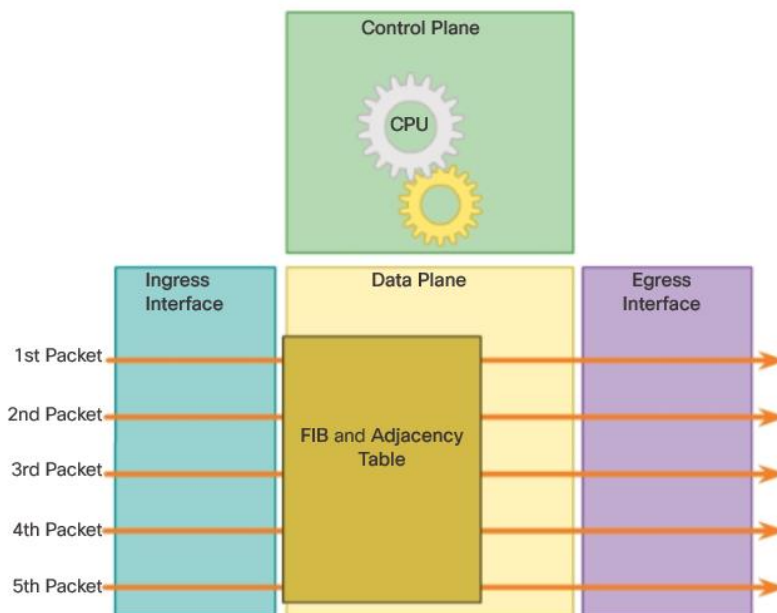 Control Plane
CPU
Ingress
Interface
Data Plane
Egress
Interface
1st Packet
2nd Packet
3rd Packet
4th Packet
5th Packet
FIB and Adjacency
Table